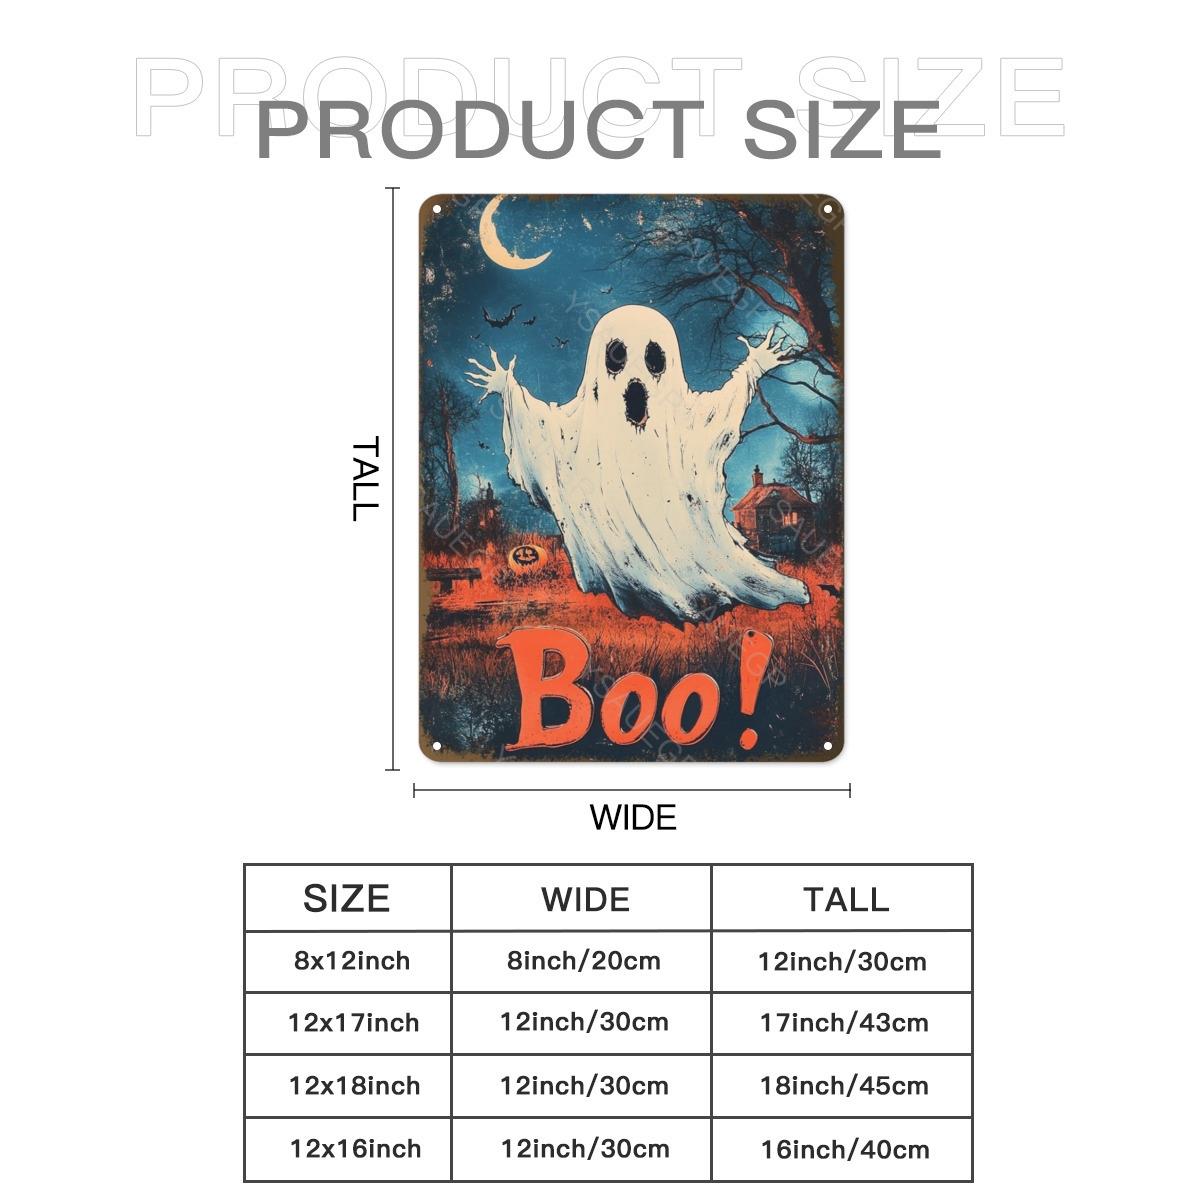 PRODUCT SIZE
PRODUCT SIZE
TALL
Boo!
WIDE
SIZE WIDE TALL
8x12inch 8inch/20cm 12inch/30cm
12x17inch 12inch/30cm 17inch/43cm
12x18inch 12inch/30cm 18inch/45cm
12x16inch 12inch/30cm 16inch/40cm